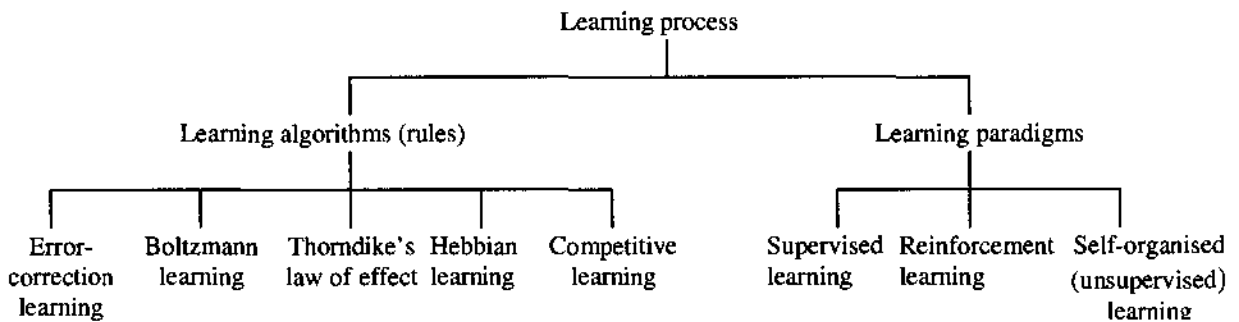 Learning process
Learning algorithms (rules)
Learning paradigms
Error-
correction
learning
Boltzmann
learning
Thorndike's
law of effect
Hebbian
learning
Competitive
learning
Supervised
learning
Reinforcement
learning
Self-organised
(unsupervised)
learning